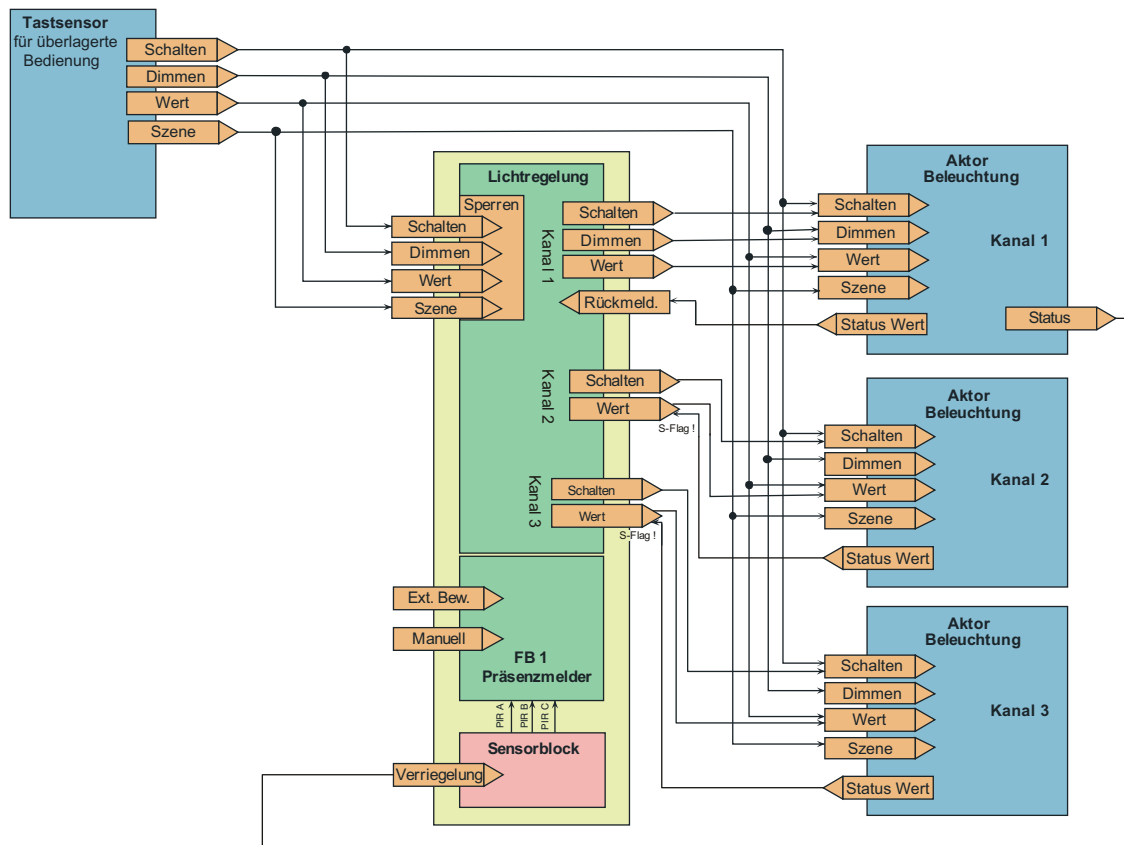 Tastsensor
für überlagerte
Bedienung
Schalten
Dimmen
Wert
Szene
Lichtregelung
Sperren
Schalten
Dimmen
Wert
Szene
Kanal 1
Schalten
Dimmen
Wert
Rückmeld.
Kanal 2
Schalten
Wert
S-Flag !
Kanal 3
Schalten
Wert
S-Flag !
Ext. Bew.
Manuell
FB 1
Präsenzmelder
PIR A
PIR B
PIR C
Sensorblock
Verriegelung
Aktor
Beleuchtung
Kanal 1
Schalten
Dimmen
Wert
Szene
Status Wert
Status
Aktor
Beleuchtung
Kanal 2
Schalten
Dimmen
Wert
Szene
Status Wert
Aktor
Beleuchtung
Kanal 3
Schalten
Dimmen
Wert
Szene
Status Wert